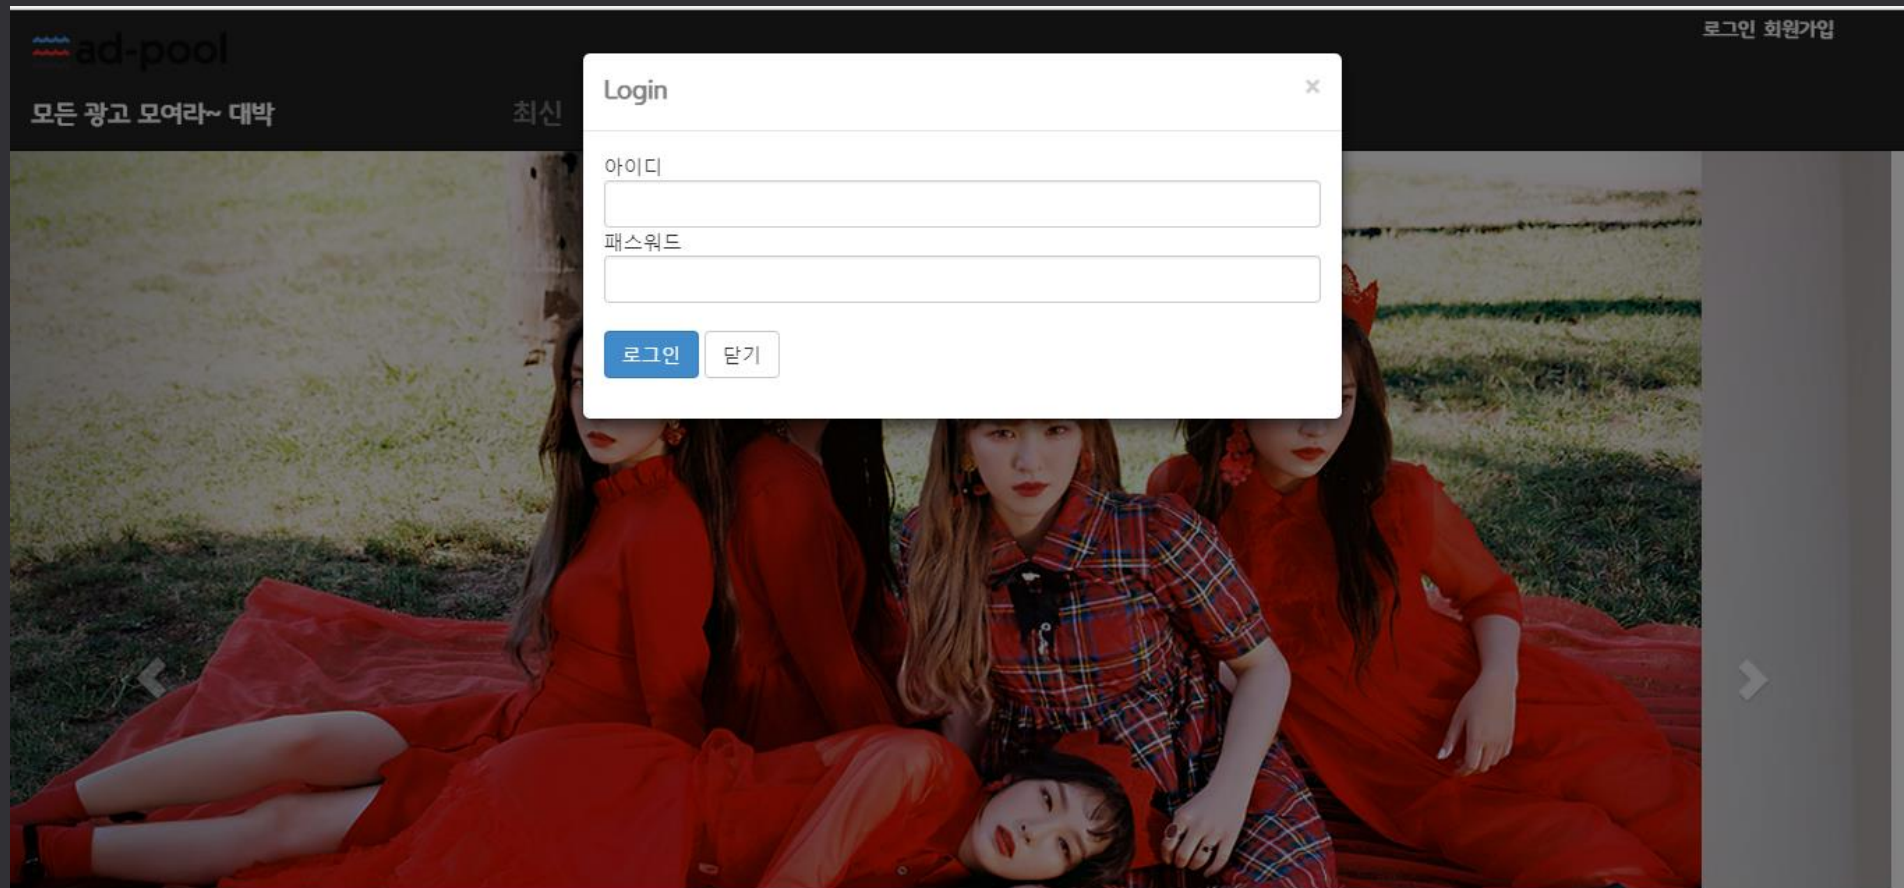 ad-pool
로그인 회원가입
모든 광고 모여라~ 대박
최신
Login
×
아이디
패스워드
로그인 닫기